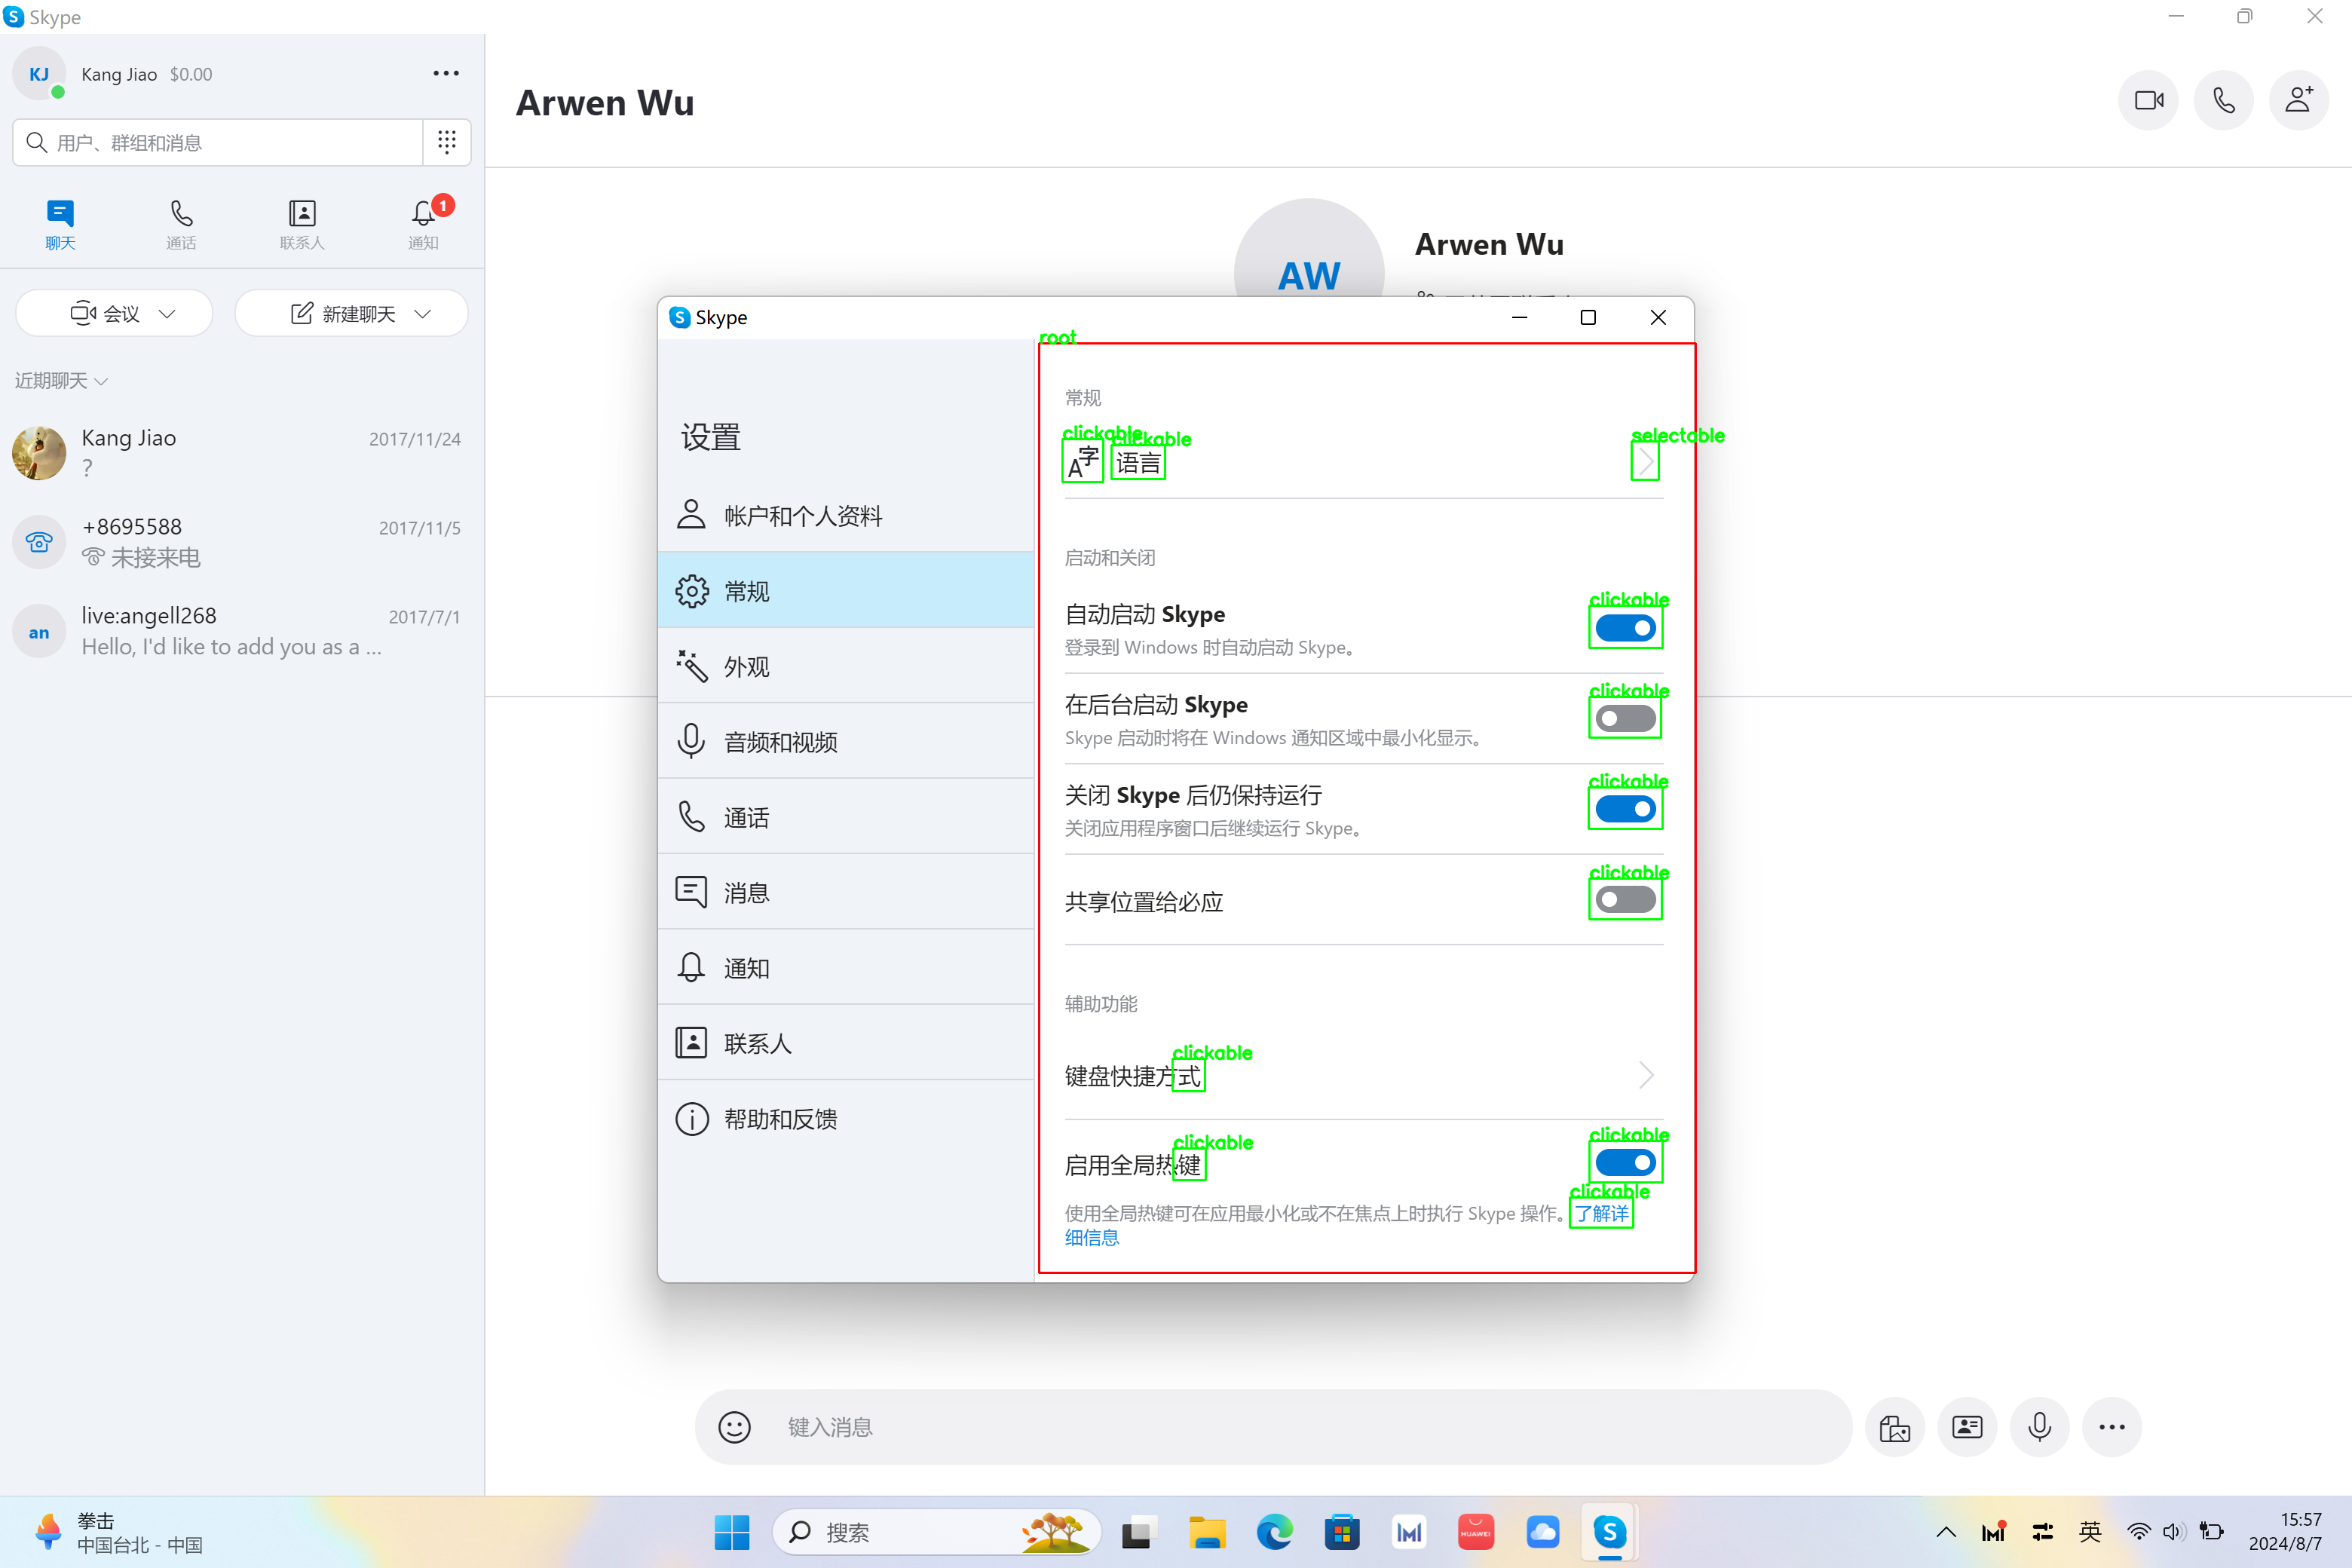 Skype
KJ
Kang Jiao $0.00
用户、群组和消息
聊天
通话
联系人
1
通知
会议
新建聊天
近期聊天
Kang Jiao 2017/11/24
?
+8695588 2017/11/5
未接来电
an
live:angell268 2017/7/1
Hello, I'd like to add you as a ...
Arwen Wu
AW
Arwen Wu
Skype
root
设置
帐户和个人资料
常规
外观
音频和视频
通话
消息
通知
联系人
帮助和反馈
常规
clickable
clickable
selectable
A字
语言
启动和关闭
clickable
自动启动 Skype
登录到 Windows 时自动启动 Skype。
clickable
在后台启动 Skype
Skype 启动时将在 Windows 通知区域中最小化显示。
clickable
关闭 Skype 后仍保持运行
关闭应用程序窗口后继续运行 Skype。
clickable
共享位置给必应
辅助功能
clickable
键盘快捷方式
clickable
clickable
启用全局热键
clickable
使用全局热键可在应用最小化或不在焦点上时执行 Skype 操作。了解详
细信息
键入消息
拳击
中国台北 - 中国
搜索
HUAWEI
英
15:57
2024/8/7